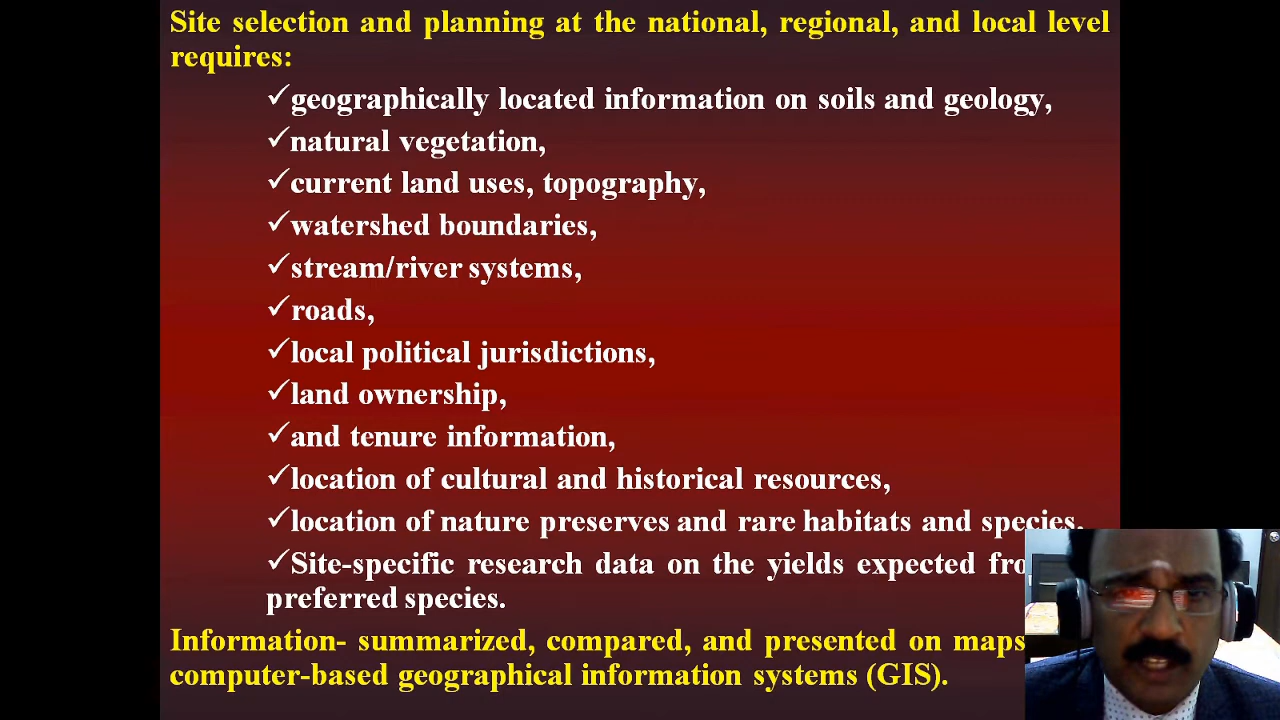 Site selection and planning at the national, regional, and local level
requires:
✓geographically located information on soils and geology,
✓natural vegetation,
✓current land uses, topography,
✓watershed boundaries,
✓stream/river systems,
✓roads,
✓local political jurisdictions,
✓land ownership,
✓and tenure information,
✓location of cultural and historical resources,
✓location of nature preserves and rare habitats and species,
✓Site-specific research data on the yields expected
preferred species.
Information- summarized, compared, and presented on maps
computer-based geographical information systems (GIS).